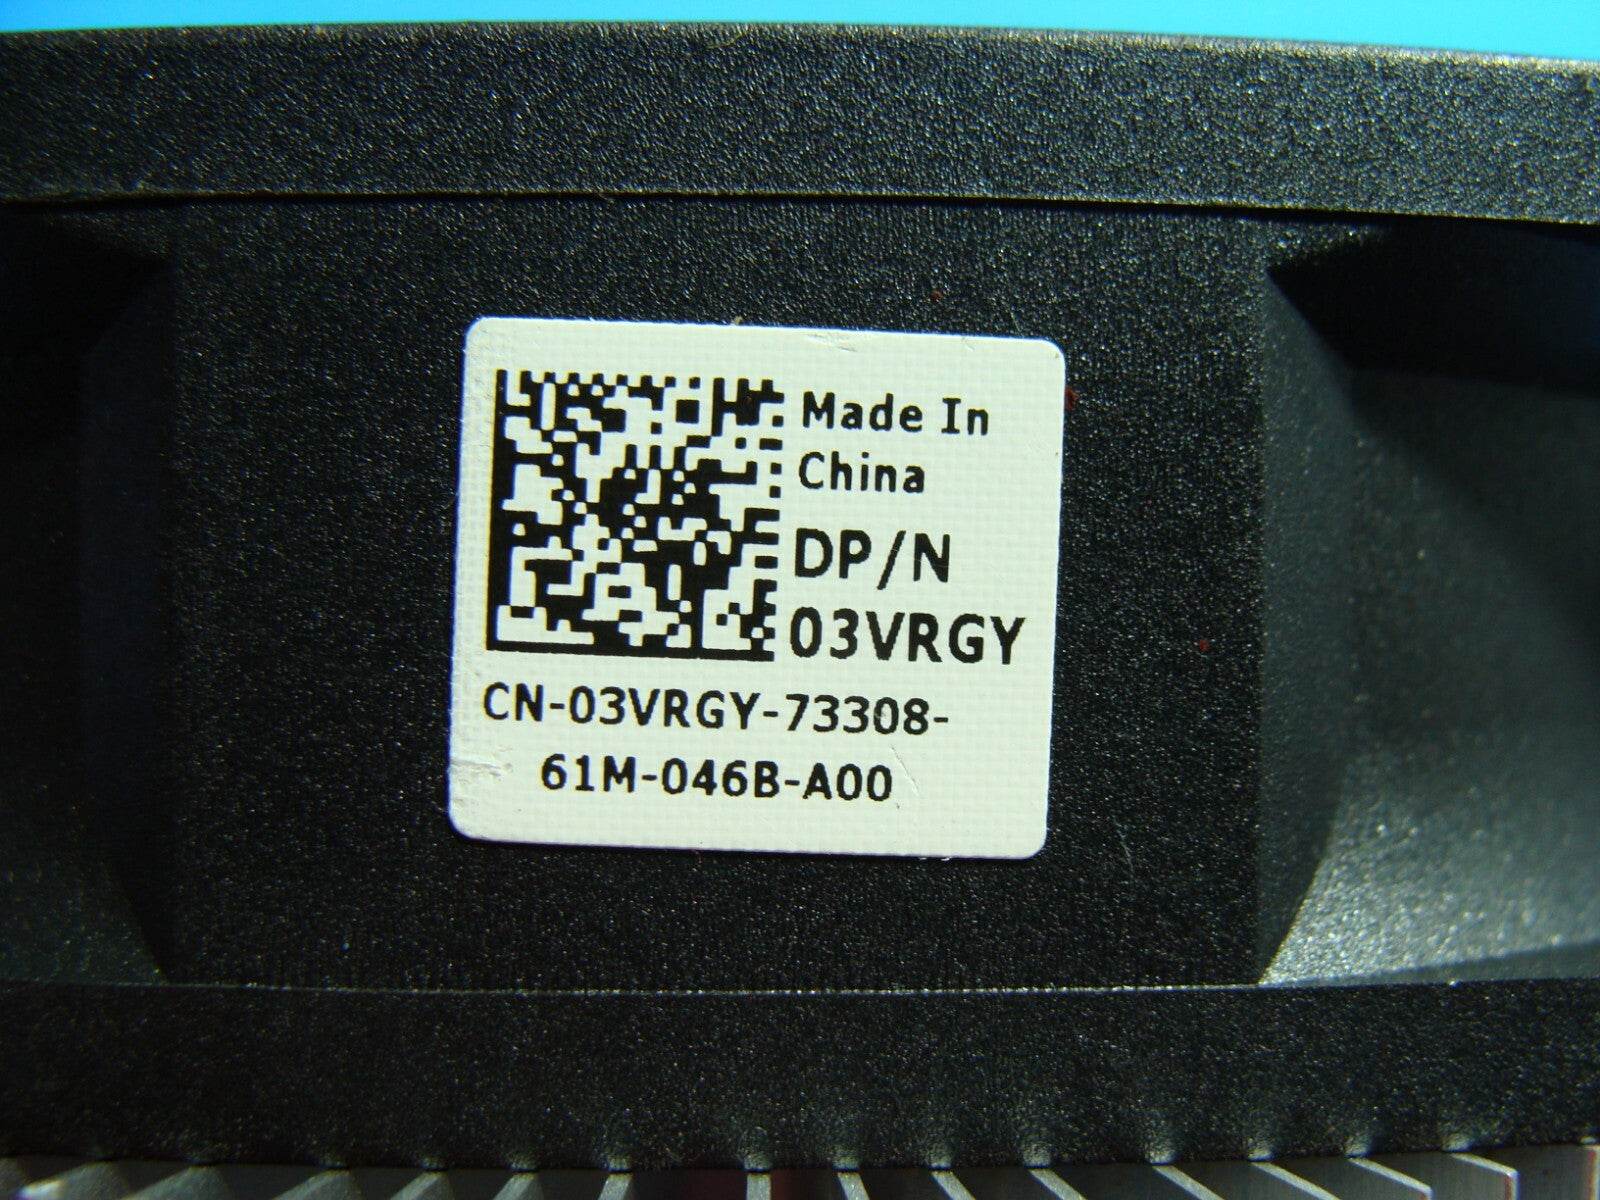 Made In
China
DP/N
03VRGY
CN-03VRGY-73308-
61M-046B-A00